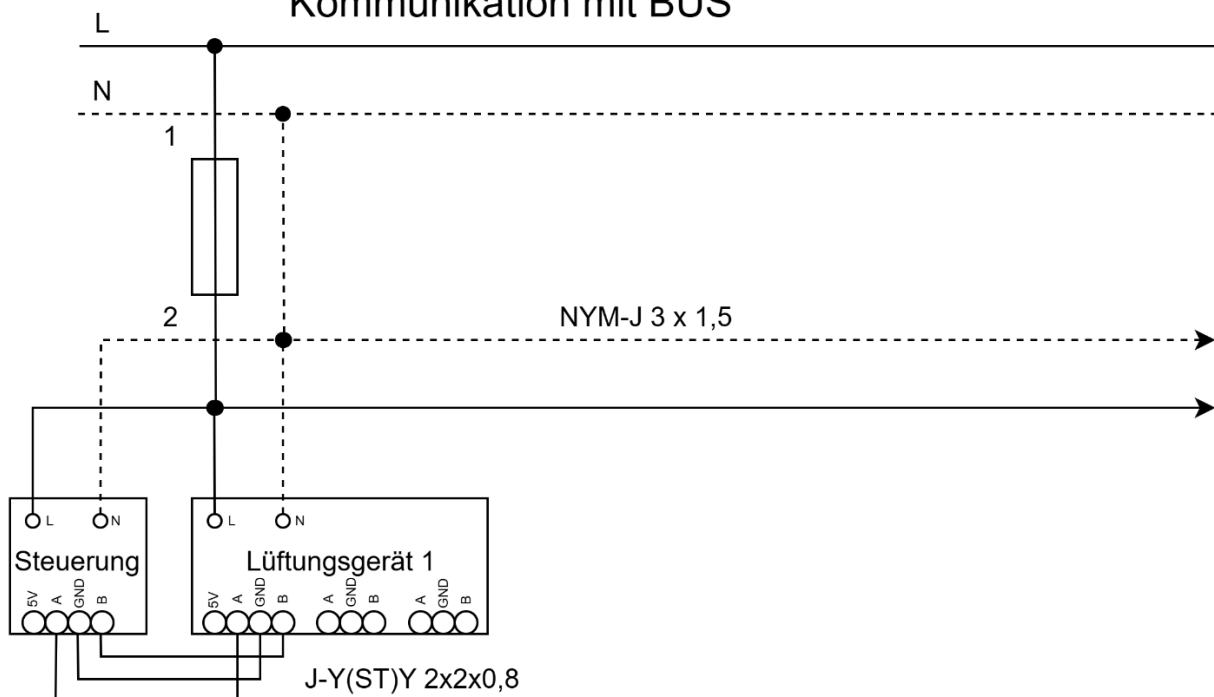 Kommunikation mit BUS
L
N
1
2
NYM-J 3 x 1,5
L N
L N
Steuerung
Lüftungsgerät 1
5V A GND B
5V A GND B A GND B A GND B
J-Y(ST)Y 2x2x0,8